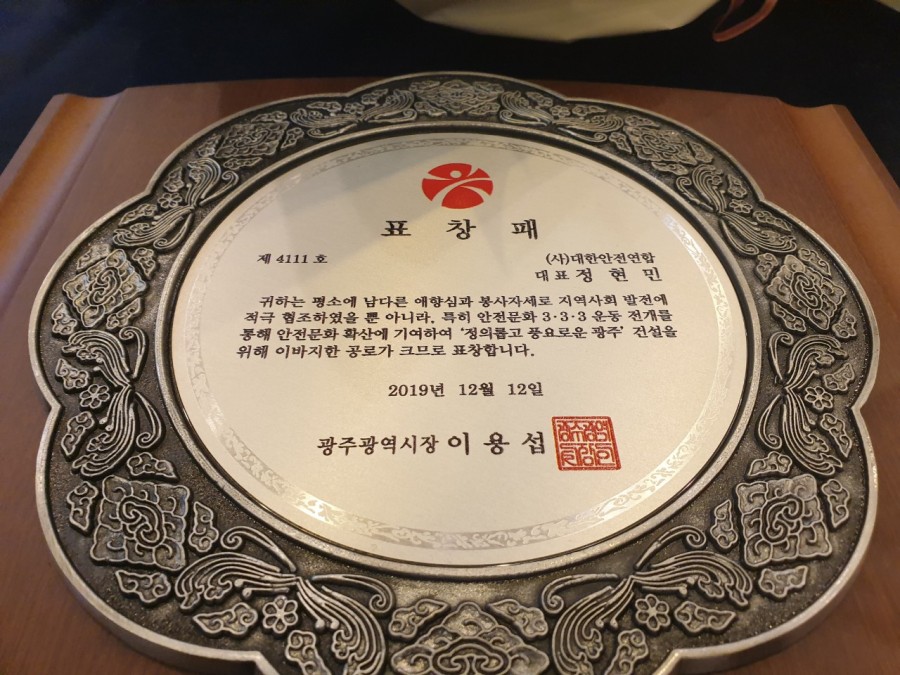 표 창 패
제 4111 호
(사)대한안전연합
대표 정 현 민
귀하는 평소에 남다른 애향심과 봉사자세로 지역사회 발전에
적극 협조하였을 뿐 아니라, 특히 안전문화 3·3·3 운동 전개를
통해 안전문화 확산에 기여하여 '정의롭고 풍요로운 광주' 건설을
위해 이바지한 공로가 크므로 표창합니다.
2019년 12월 12일
광주광역시장 이 용 섭